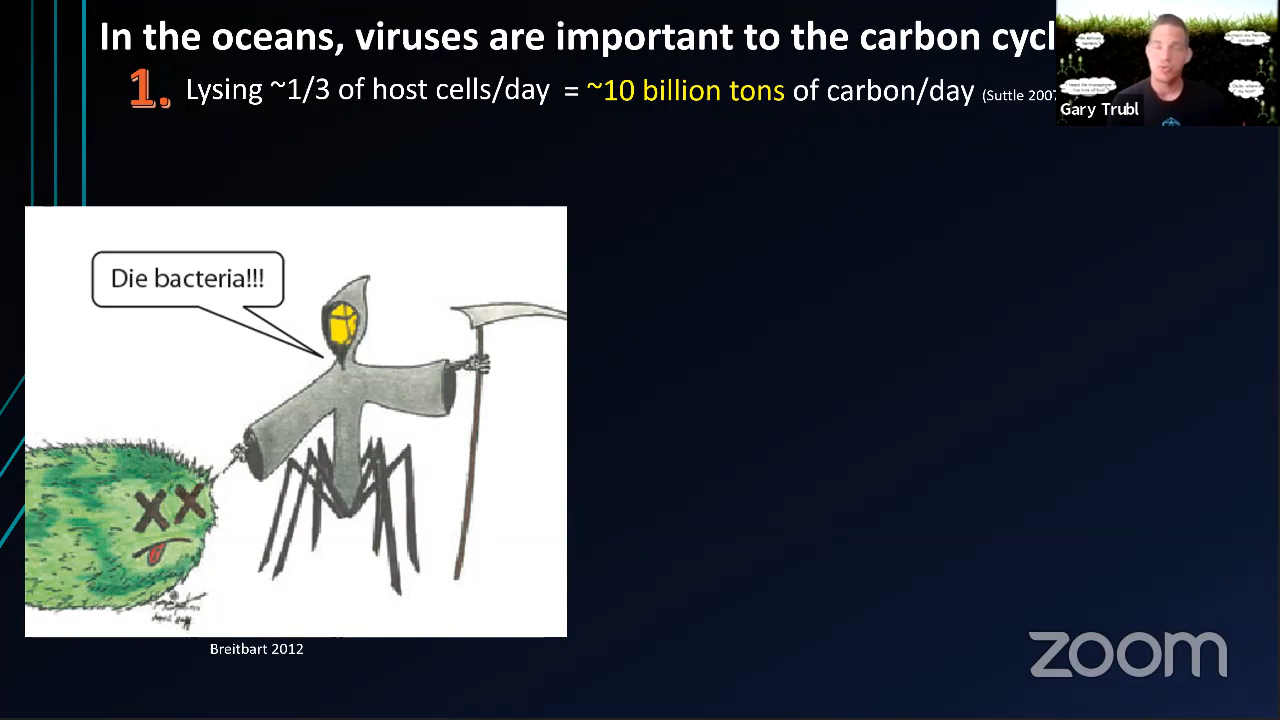 In the oceans, viruses are important to the carbon cycl
1. Lysing ~1/3 of host cells/day = ~10 billion tons of carbon/day (Suttle 2007
Gary Trubl
Die bacteria!!!
Breitbart 2012
zoom